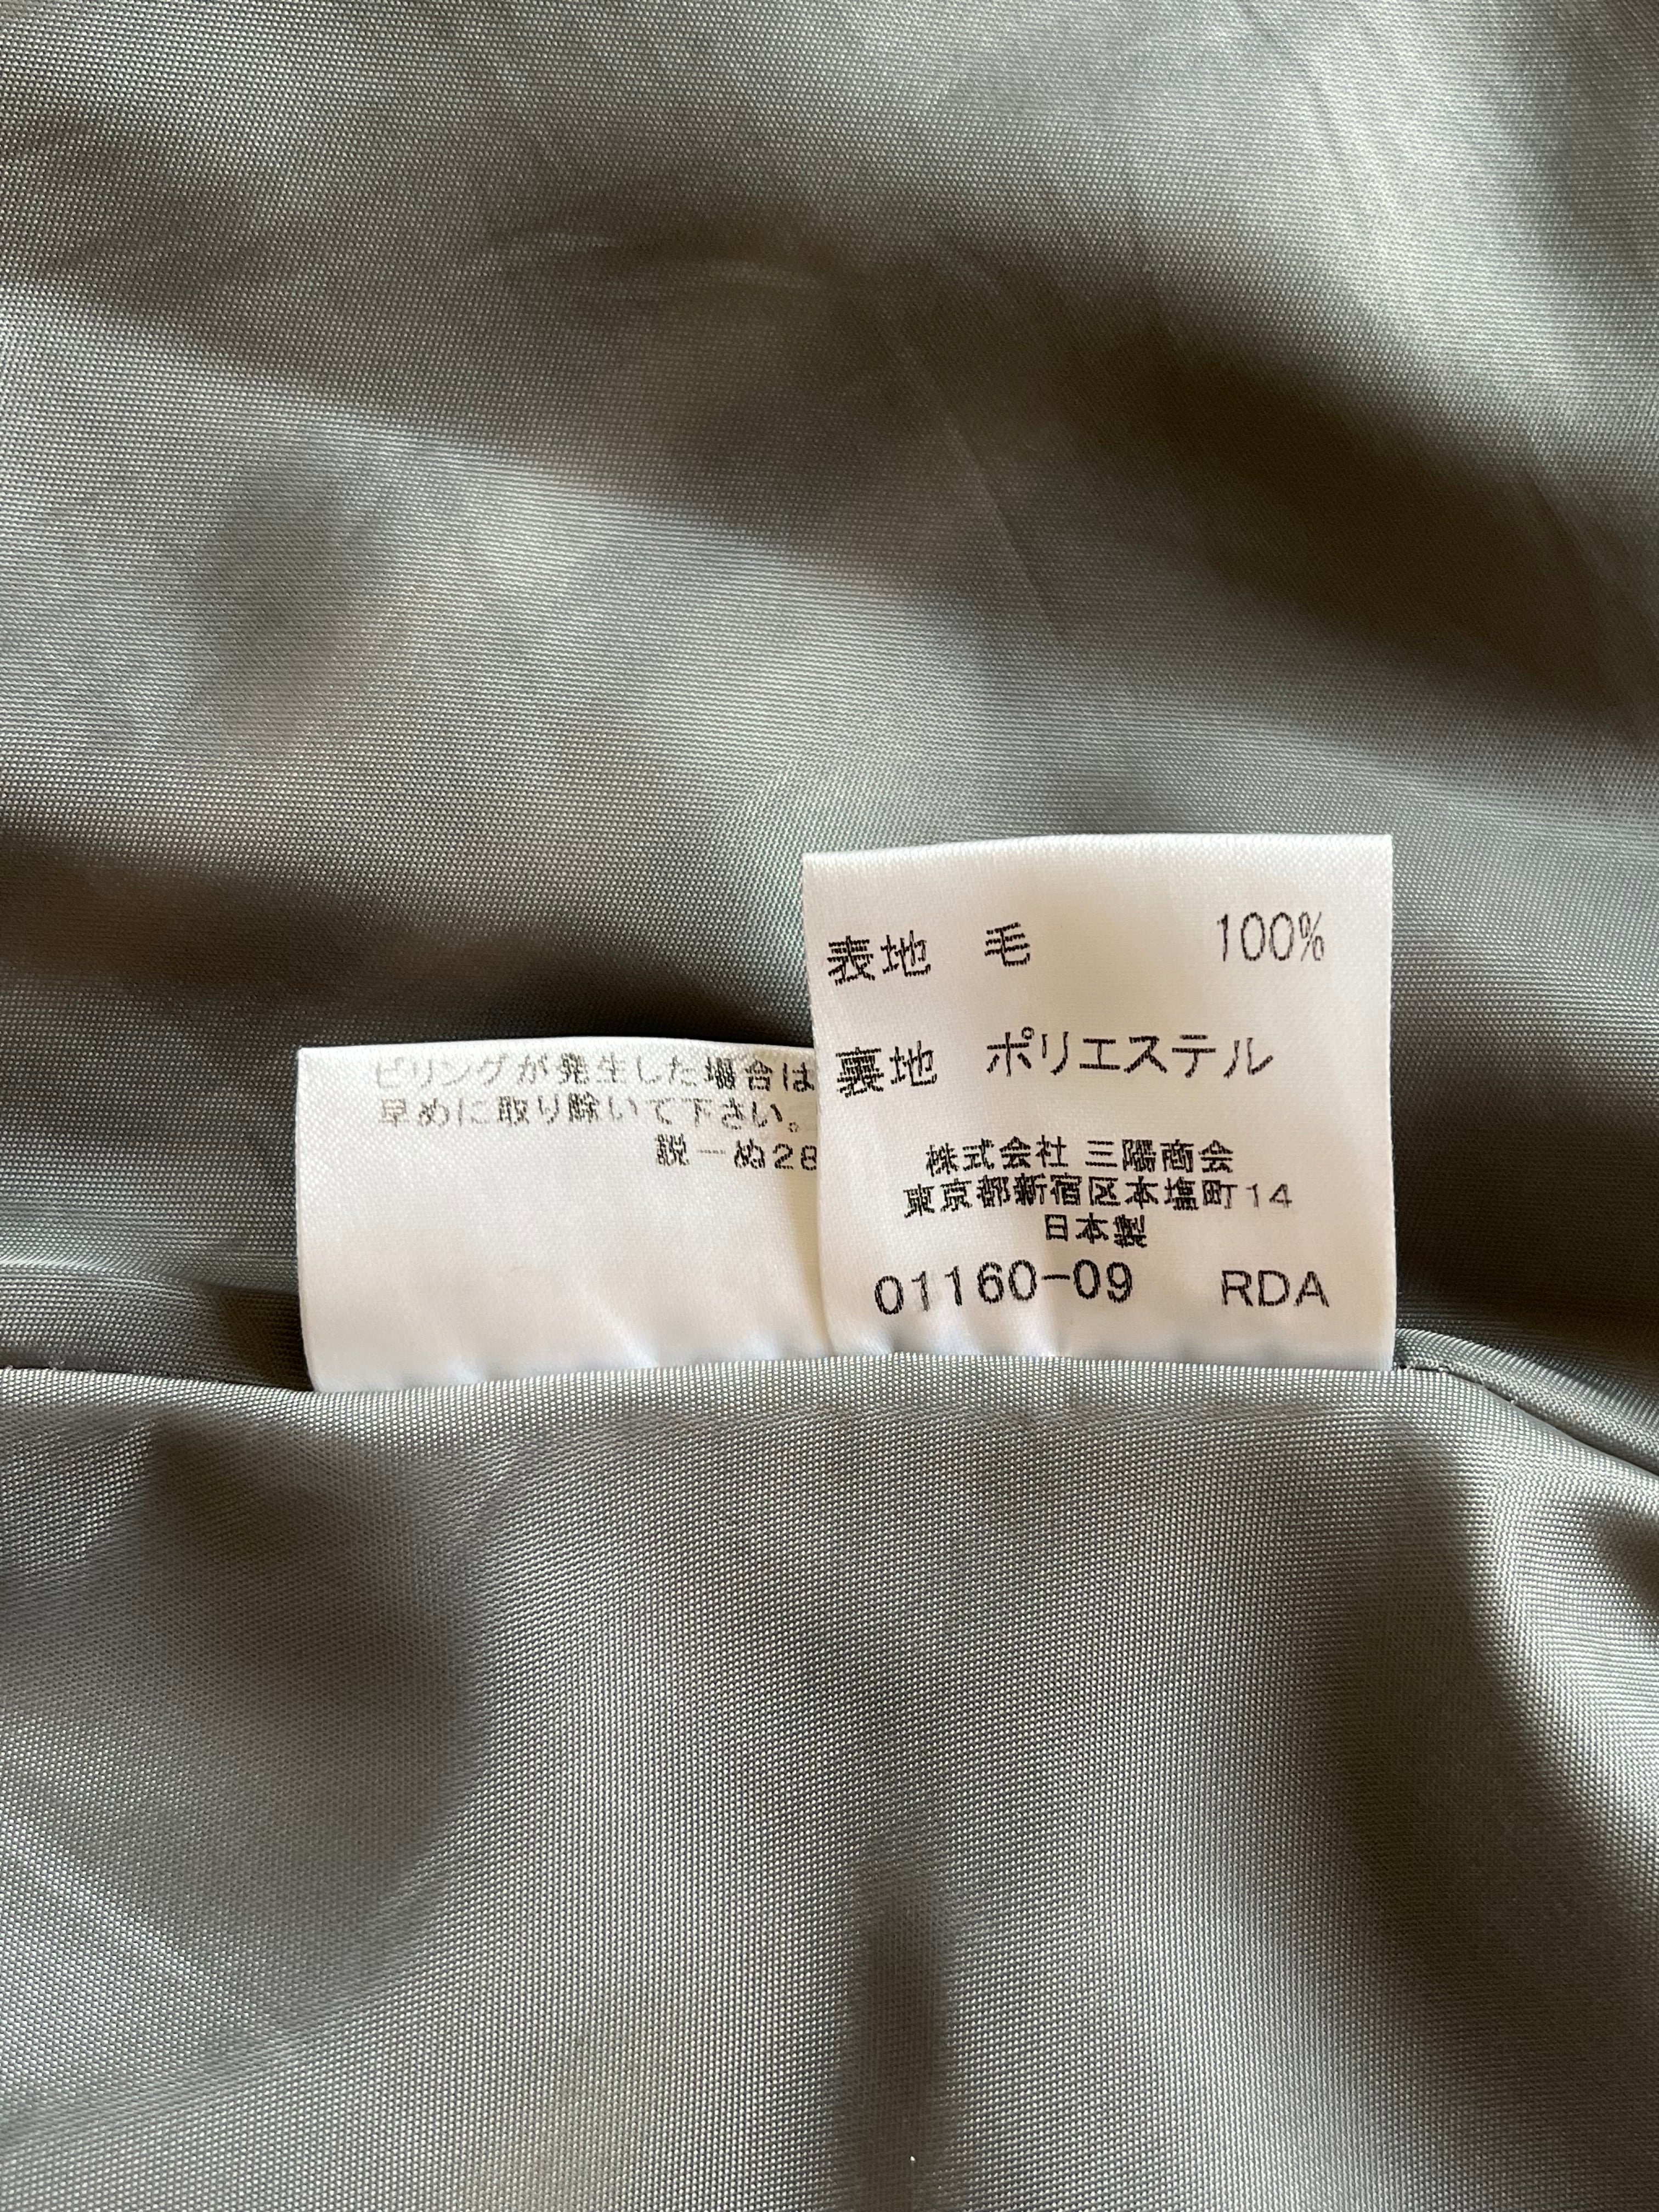 表地 毛 100%
裏地 ポリエステル
株式会社 三陽商会
東京都新宿区本塩町14
日本製
01160-09 RDA
ピリングが発生した場合は
早めに取り除いて下さい。
説ーぬ28